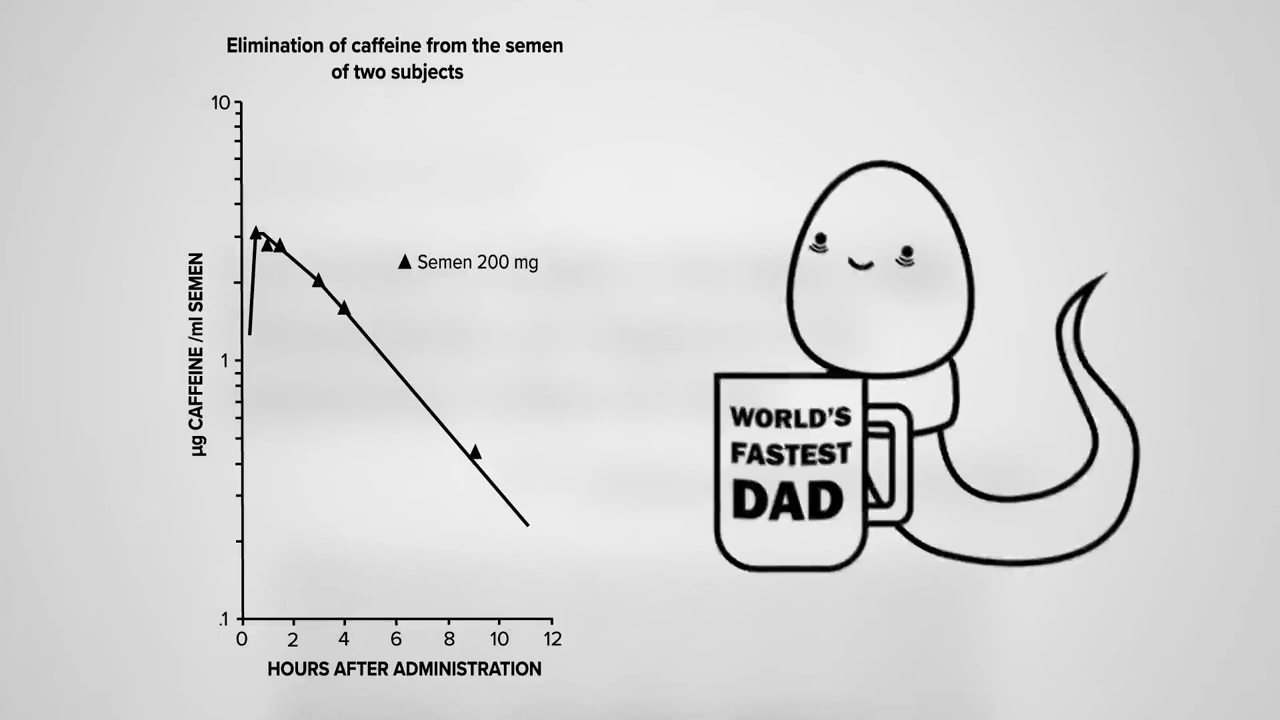 Elimination of caffeine from the semen
of two subjects
10
1
.1
µg CAFFEINE /ml SEMEN
▲ Semen 200 mg
0 2 4 6 8 10 12
HOURS AFTER ADMINISTRATION
WORLD'S
FASTEST
DAD